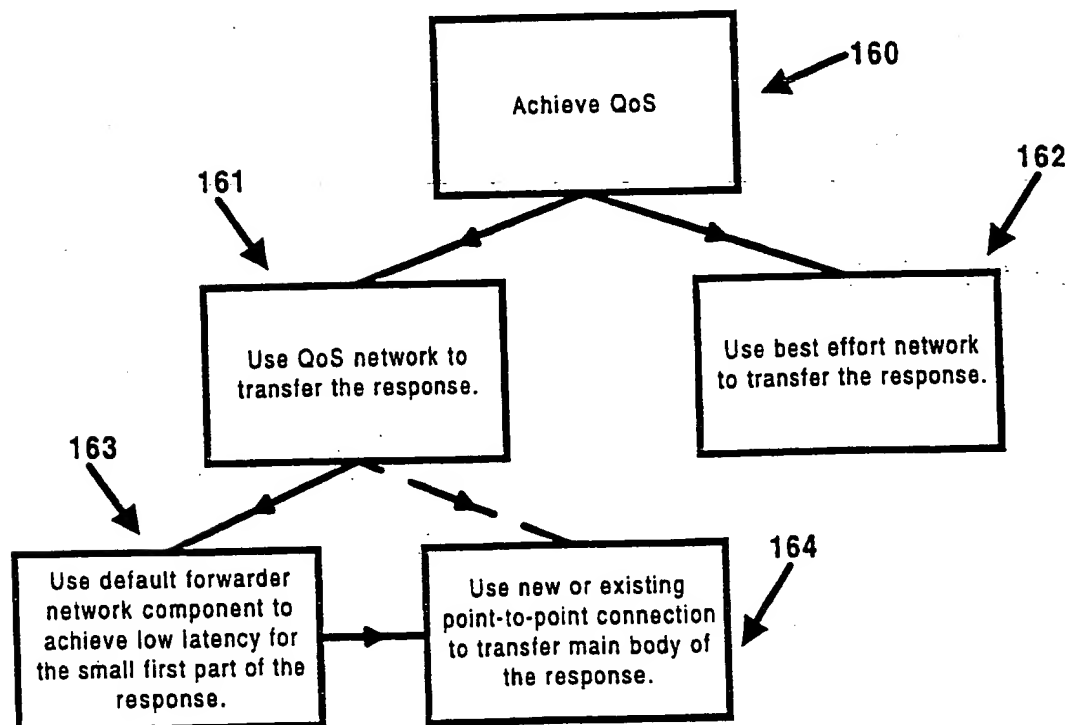 160
Achieve QoS
161
162
Use QoS network to
transfer the response.
Use best effort network
to transfer the response.
163
164
Use default forwarder
network component to
achieve low latency for
the small first part of the
response.
Use new or existing
point-to-point connection
to transfer main body of
the response.